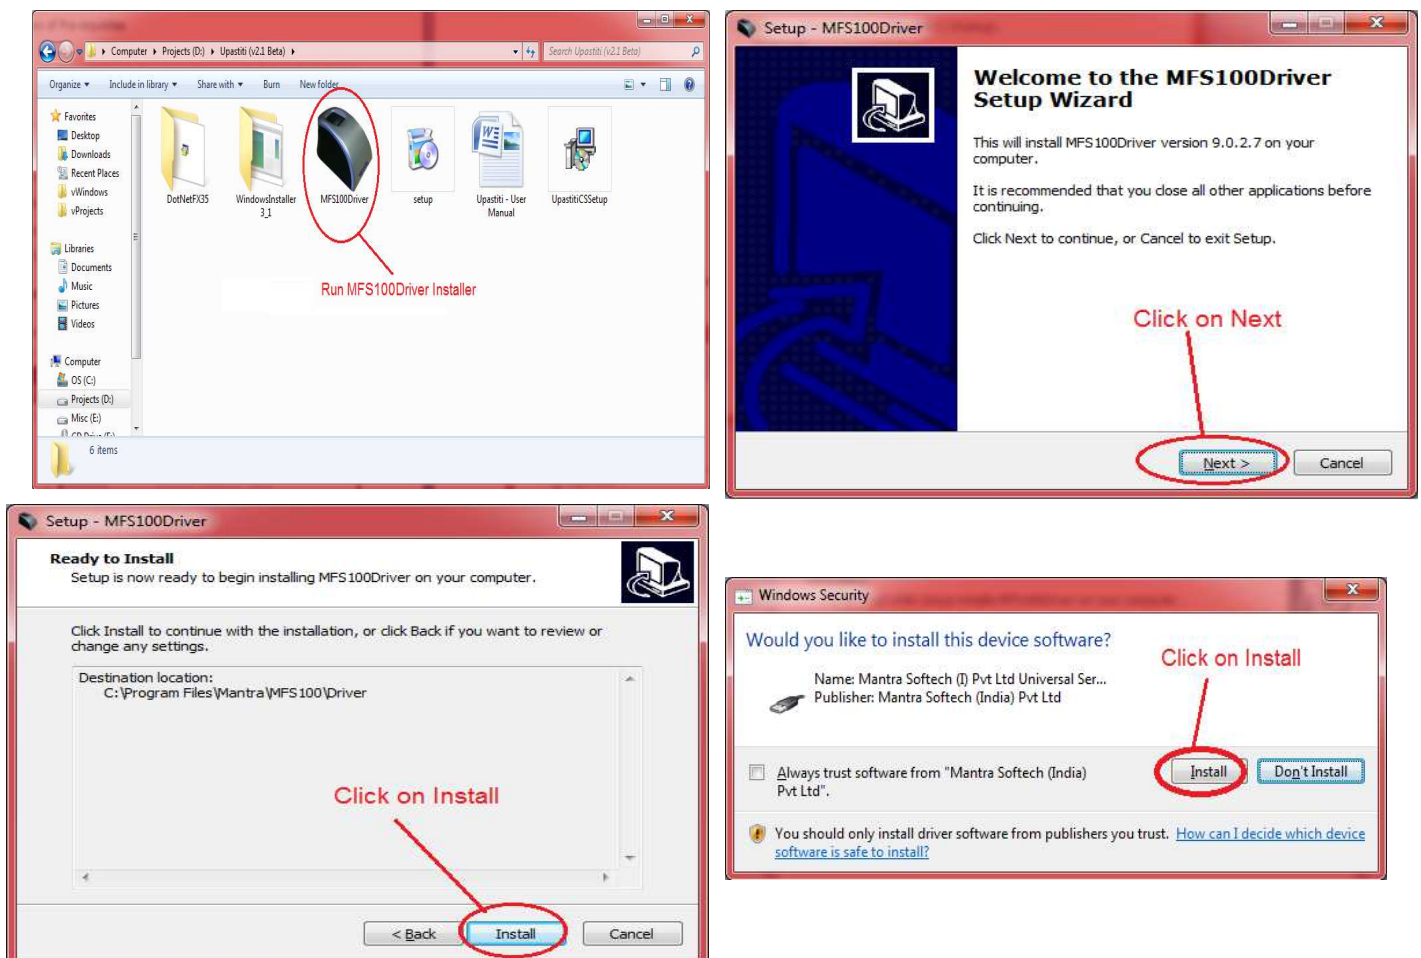 Computer ▸ Projects (D:) ▸ Upastiti (v2.1 Beta) ▸
Search Upastiti (v2.1 Beta)
Organize ▾ Include in library ▾ Share with ▾ Burn New folder
Favorites
Desktop
Downloads
Recent Places
vWindows
vProjects
Libraries
Documents
Music
Pictures
Videos
Computer
OS (C:)
Projects (D:)
Misc (E:)
DotNetFX35
WindowsInstaller
3_1
MFS100Driver
setup
Upastiti - User
Manual
UpastitiCSSetup
Run MFS100Driver Installer
6 items
Setup - MFS100Driver
Welcome to the MFS100Driver
Setup Wizard
This will install MFS100Driver version 9.0.2.7 on your
computer.
It is recommended that you close all other applications before
continuing.
Click Next to continue, or Cancel to exit Setup.
Click on Next
Next > Cancel
Setup - MFS100Driver
Ready to Install
Setup is now ready to begin installing MFS100Driver on your computer.
Click Install to continue with the installation, or click Back if you want to review or
change any settings.
Destination location:
C:\Program Files\Mantra\MFS100\Driver
Click on Install
< Back Install Cancel
Windows Security
Would you like to install this device software?
Click on Install
Name: Mantra Softech (I) Pvt Ltd Universal Ser...
Publisher: Mantra Softech (India) Pvt Ltd
Always trust software from "Mantra Softech (India)
Pvt Ltd".
Install Don't Install
You should only install driver software from publishers you trust. How can I decide which device
software is safe to install?